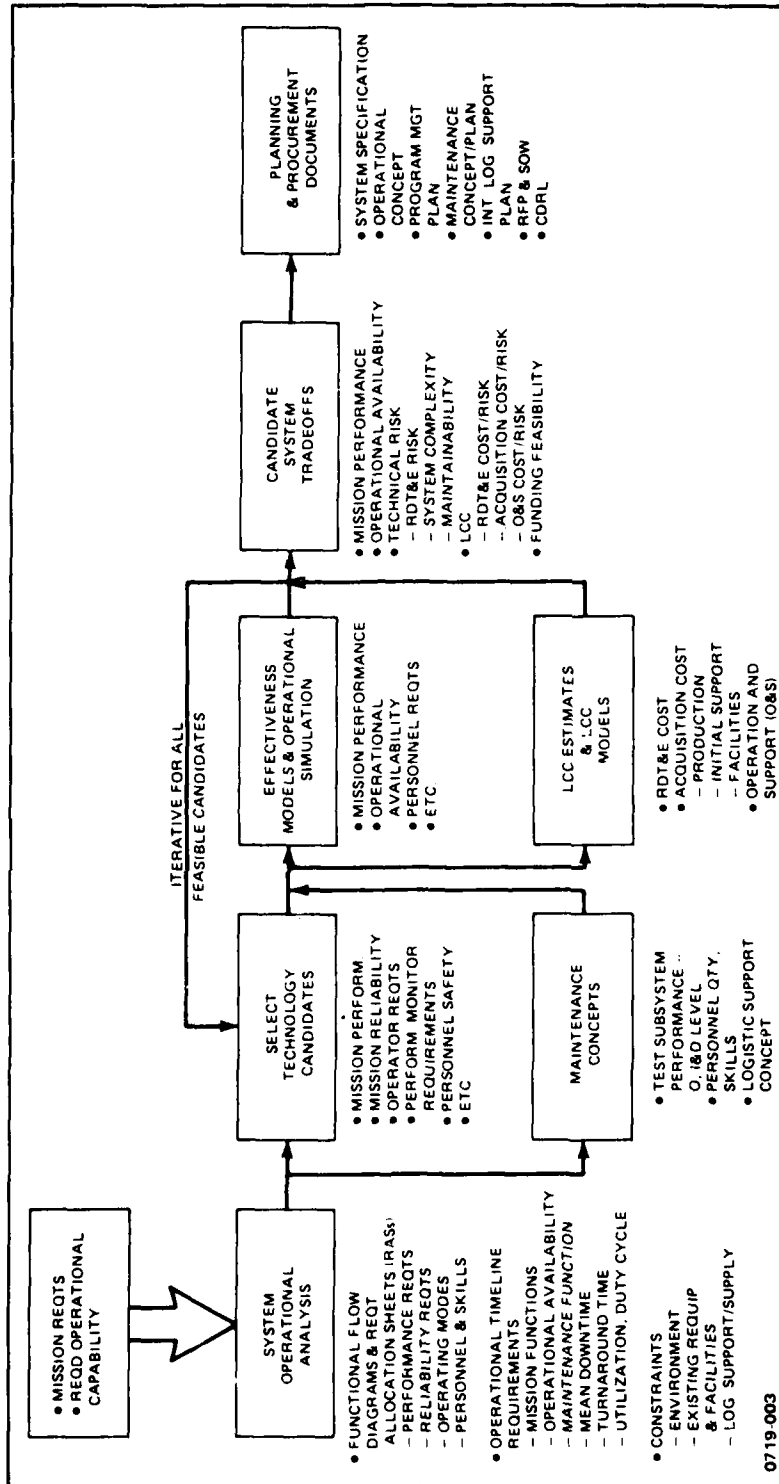 • MISSION REQTS
• REQD OPERATIONAL
CAPABILITY
SYSTEM
OPERATIONAL
ANALYSIS
• FUNCTIONAL FLOW
DIAGRAMS & REQT
ALLOCATION SHEETS (RASs)
– PERFORMANCE REQTS
– RELIABILITY REQTS
– OPERATING MODES
– PERSONNEL & SKILLS
• OPERATIONAL TIMELINE
REQUIREMENTS
– MISSION FUNCTIONS
– OPERATIONAL AVAILABILITY
– MAINTENANCE FUNCTION
– MEAN DOWNTIME
– TURNAROUND TIME
– UTILIZATION, DUTY CYCLE
• CONSTRAINTS
– ENVIRONMENT
– EXISTING REQUIP
& FACILITIES
– LOG SUPPORT/SUPPLY
ITERATIVE FOR ALL
FEASIBLE CANDIDATES
SELECT
TECHNOLOGY
CANDIDATES
• MISSION PERFORM
• MISSION RELIABILITY
• OPERATOR REQTS
• PERFORM MONITOR
REQUIREMENTS
• PERSONNEL SAFETY
• ETC
MAINTENANCE
CONCEPTS
• TEST SUBSYSTEM
PERFORMANCE –
O, I&D LEVEL
• PERSONNEL QTY,
SKILLS
• LOGISTIC SUPPORT
CONCEPT
EFFECTIVENESS
MODELS & OPERATIONAL
SIMULATION
• MISSION PERFORMANCE
• OPERATIONAL
AVAILABILITY
• PERSONNEL REQTS
• ETC.
LCC ESTIMATES
& LCC
MODELS
• RDT&E COST
• ACQUISITION COST
– PRODUCTION
– INITIAL SUPPORT
– FACILITIES
• OPERATION AND
SUPPORT (O&S)
CANDIDATE
SYSTEM
TRADEOFFS
• MISSION PERFORMANCE
• OPERATIONAL AVAILABILITY
• TECHNICAL RISK
– RDT&E RISK
– SYSTEM COMPLEXITY
– MAINTAINABILITY
• LCC
– RDT&E COST/RISK
– ACQUISITION COST/RISK
– O&S COST/RISK
• FUNDING FEASIBILITY
PLANNING
& PROCUREMENT
DOCUMENTS
• SYSTEM SPECIFICATION
• OPERATIONAL
CONCEPT
• PROGRAM MGT
PLAN
• MAINTENANCE
CONCEPT/PLAN
• INT LOG SUPPORT
PLAN
• RFP & SOW
• CDRL
0719-003